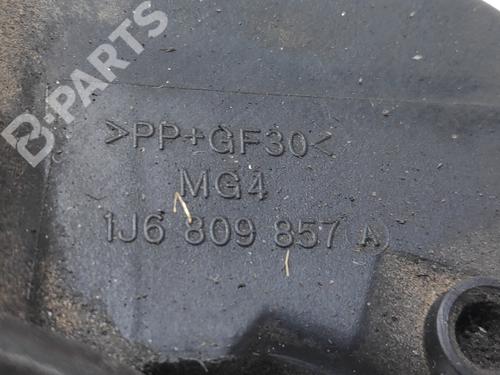 B-PARTS
>PP+GF30<
MG4
1J6 809 857 A